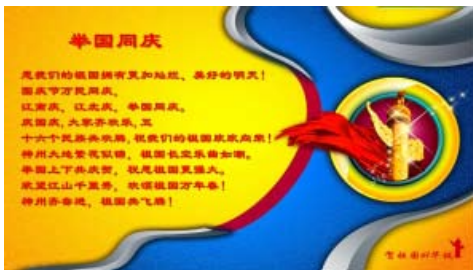 举国同庆
愿我们的祖国拥有更加灿烂、美好的明天！
国庆节万民同庆，
江南庆，江北庆，举国同庆。
庆国庆,大家齐欢乐,五
十六个民族共欢腾,祝我们的祖国欣欣向荣！
神州大地繁花似锦，祖国长空乐曲如潮。
举国上下共庆贺，祝愿祖国更强大。
欢望江山千里秀，欢颂祖国万年春！
神州齐奋进，祖国共飞腾！
贺祖国